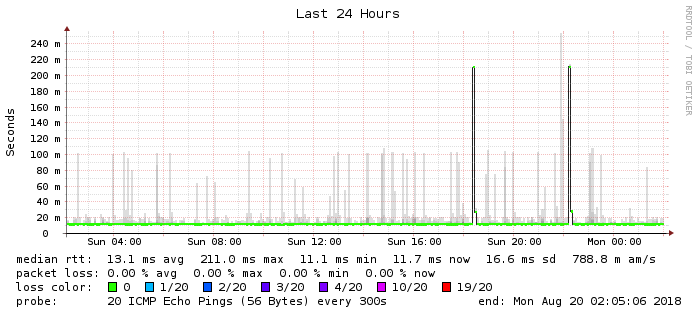 Last 24 Hours
RRDTOOL / TOBI OETIKER
Seconds
240 m
220 m
200 m
180 m
160 m
140 m
120 m
100 m
80 m
60 m
40 m
20 m
0
Sun 04:00 Sun 08:00 Sun 12:00 Sun 16:00 Sun 20:00 Mon 00:00
median rtt: 13.1 ms avg 211.0 ms max 11.1 ms min 11.7 ms now 16.6 ms sd 788.8 m am/s
packet loss: 0.00 % avg 0.00 % max 0.00 % min 0.00 % now
loss color: 0 1/20 2/20 3/20 4/20 10/20 19/20
probe: 20 ICMP Echo Pings (56 Bytes) every 300s end: Mon Aug 20 02:05:06 2018